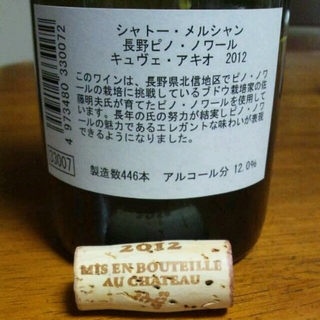 シャトー・メルシャン
長野ピノ・ノワール
キュヴェ・アキオ 2012
このワインは、長野県北信地区でピノ・ノワ
ールの栽培に挑戦しているブドウ栽培家の佐
藤明夫氏が育てたピノ・ノワールを使用して
います。長年の氏の努力が結実しピノ・ノワ
ールの魅力であるエレガントな味わいが表現
できるようになりました。
製造数446本 アルコール分 12.0%
4 973480 330072
03007
2012
MIS EN BOUTEILLE
AU CHÂTEAU